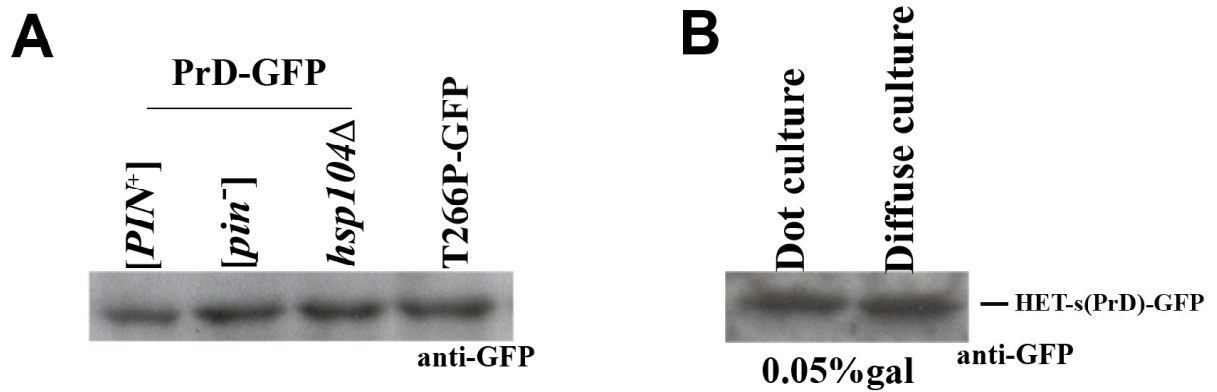 A
PrD-GFP
[PIN⁺]
[pin⁻]
hsp104Δ
T266P-GFP
anti-GFP
B
Dot culture
Diffuse culture
HET-s(PrD)-GFP
anti-GFP
0.05%gal